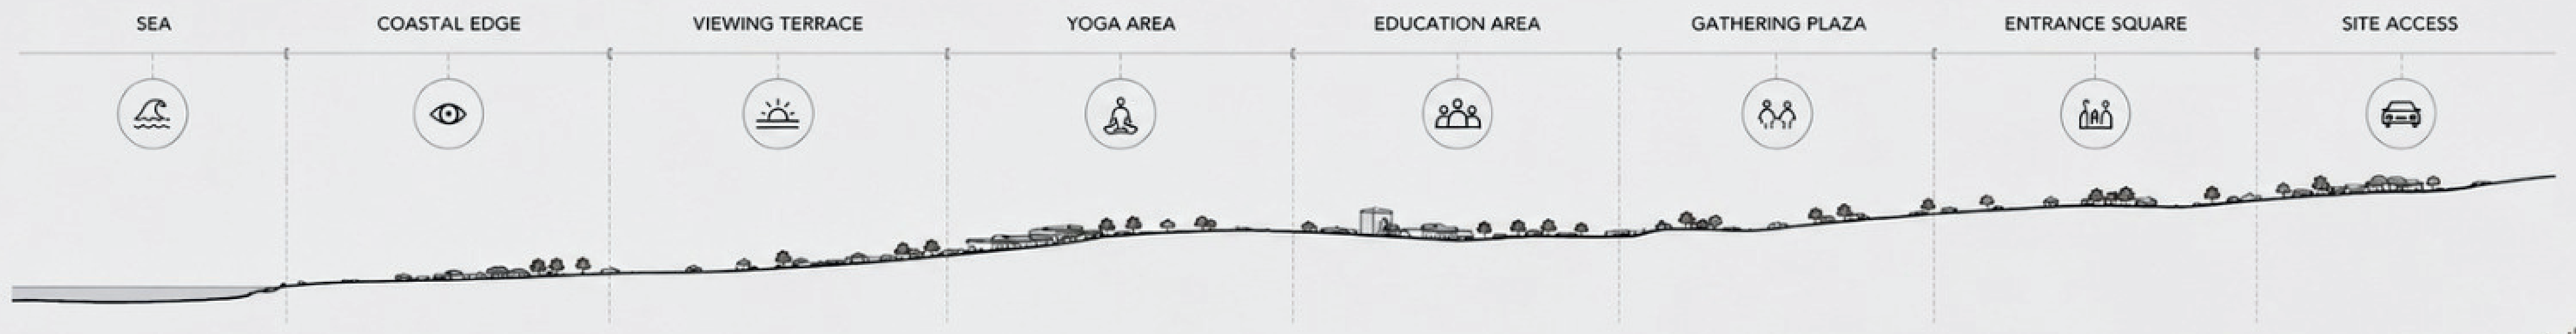 SEA
COASTAL EDGE
VIEWING TERRACE
YOGA AREA
EDUCATION AREA
GATHERING PLAZA
ENTRANCE SQUARE
SITE ACCESS